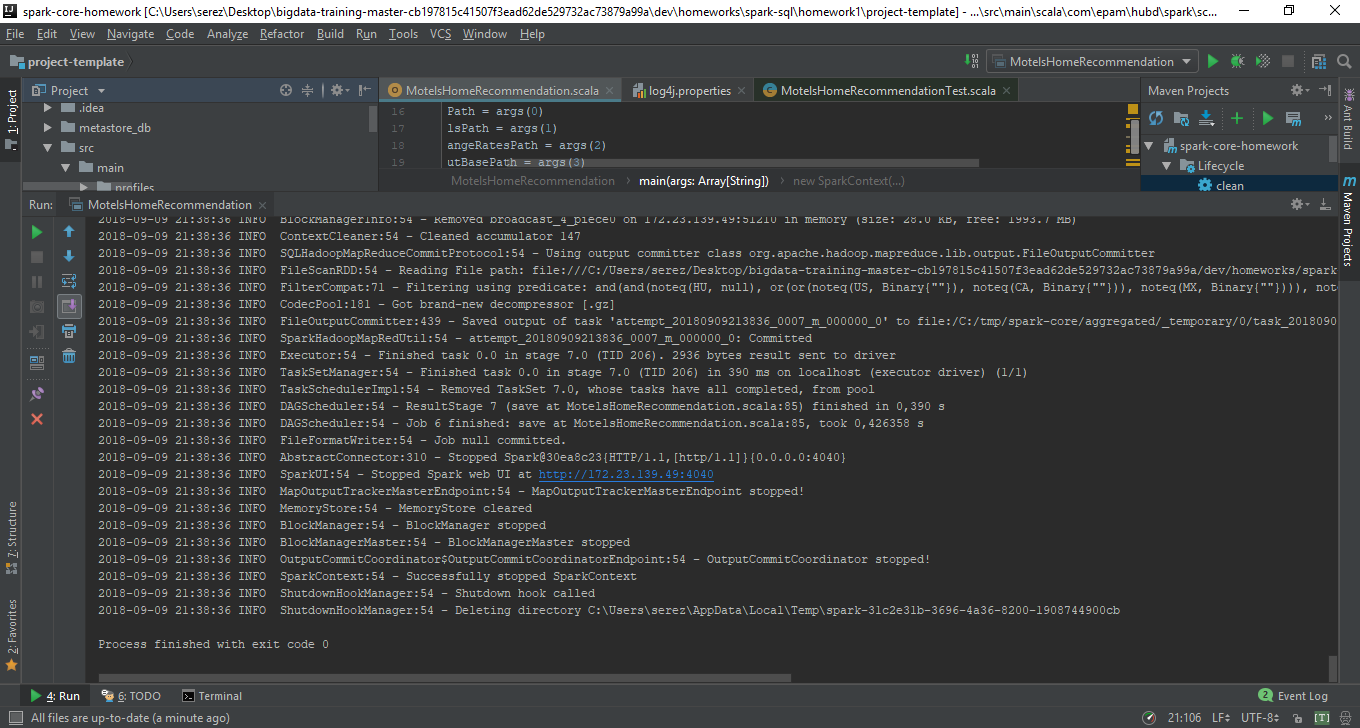 spark-core-homework [C:\Users\serez\Desktop\bigdata-training-master-cb197815c41507f3ead62de529732ac73879a99a\dev\homeworks\spark-sql\homework1\project-template] - ...\src\main\scala\com\epam\hubd\spark\sc...
File Edit View Navigate Code Analyze Refactor Build Run Tools VCS Window Help
project-template
MotelsHomeRecommendation
Project
MotelsHomeRecommendation.scala
log4j.properties
MotelsHomeRecommendationTest.scala
Maven Projects
1: Project
.idea
metastore_db
src
main
profiles
16 Path = args(0)
17 lsPath = args(1)
18 angeRatesPath = args(2)
19 utBasePath = args(3)
MotelsHomeRecommendation › main(args: Array[String]) › new SparkContext(...)
spark-core-homework
Lifecycle
clean
Ant Build
Maven Projects
Run: MotelsHomeRecommendation
2018-09-09 21:38:36 INFO  BlockManagerInfo:54 - Removed broadcast_4_piece0 on 172.23.139.49:51210 in memory (size: 28.0 KB, free: 1993.7 MB)
2018-09-09 21:38:36 INFO  ContextCleaner:54 - Cleaned accumulator 147
2018-09-09 21:38:36 INFO  SQLHadoopMapReduceCommitProtocol:54 - Using output committer class org.apache.hadoop.mapreduce.lib.output.FileOutputCommitter
2018-09-09 21:38:36 INFO  FileScanRDD:54 - Reading File path: file:///C:/Users/serez/Desktop/bigdata-training-master-cb197815c41507f3ead62de529732ac73879a99a/dev/homeworks/spark
2018-09-09 21:38:36 INFO  FilterCompat:71 - Filtering using predicate: and(and(noteq(HU, null), or(or(noteq(US, Binary{""}), noteq(CA, Binary{""})), noteq(MX, Binary{""}))), not
2018-09-09 21:38:36 INFO  CodecPool:181 - Got brand-new decompressor [.gz]
2018-09-09 21:38:36 INFO  FileOutputCommitter:439 - Saved output of task 'attempt_20180909213836_0007_m_000000_0' to file:/C:/tmp/spark-core/aggregated/_temporary/0/task_2018090
2018-09-09 21:38:36 INFO  SparkHadoopMapRedUtil:54 - attempt_20180909213836_0007_m_000000_0: Committed
2018-09-09 21:38:36 INFO  Executor:54 - Finished task 0.0 in stage 7.0 (TID 206). 2936 bytes result sent to driver
2018-09-09 21:38:36 INFO  TaskSetManager:54 - Finished task 0.0 in stage 7.0 (TID 206) in 390 ms on localhost (executor driver) (1/1)
2018-09-09 21:38:36 INFO  TaskSchedulerImpl:54 - Removed TaskSet 7.0, whose tasks have all completed, from pool
2018-09-09 21:38:36 INFO  DAGScheduler:54 - ResultStage 7 (save at MotelsHomeRecommendation.scala:85) finished in 0,390 s
2018-09-09 21:38:36 INFO  DAGScheduler:54 - Job 6 finished: save at MotelsHomeRecommendation.scala:85, took 0,426358 s
2018-09-09 21:38:36 INFO  FileFormatWriter:54 - Job null committed.
2018-09-09 21:38:36 INFO  AbstractConnector:310 - Stopped Spark@30ea8c23{HTTP/1.1,[http/1.1]}{0.0.0.0:4040}
2018-09-09 21:38:36 INFO  SparkUI:54 - Stopped Spark web UI at http://172.23.139.49:4040
2018-09-09 21:38:36 INFO  MapOutputTrackerMasterEndpoint:54 - MapOutputTrackerMasterEndpoint stopped!
2018-09-09 21:38:36 INFO  MemoryStore:54 - MemoryStore cleared
2018-09-09 21:38:36 INFO  BlockManager:54 - BlockManager stopped
2018-09-09 21:38:36 INFO  BlockManagerMaster:54 - BlockManagerMaster stopped
2018-09-09 21:38:36 INFO  OutputCommitCoordinator$OutputCommitCoordinatorEndpoint:54 - OutputCommitCoordinator stopped!
2018-09-09 21:38:36 INFO  SparkContext:54 - Successfully stopped SparkContext
2018-09-09 21:38:36 INFO  ShutdownHookManager:54 - Shutdown hook called
2018-09-09 21:38:36 INFO  ShutdownHookManager:54 - Deleting directory C:\Users\serez\AppData\Local\Temp\spark-31c2e31b-3696-4a36-8200-1908744900cb
Process finished with exit code 0
7: Structure
2: Favorites
4: Run 6: TODO Terminal
2 Event Log
All files are up-to-date (a minute ago)
21:106 LF÷ UTF-8÷ [T]